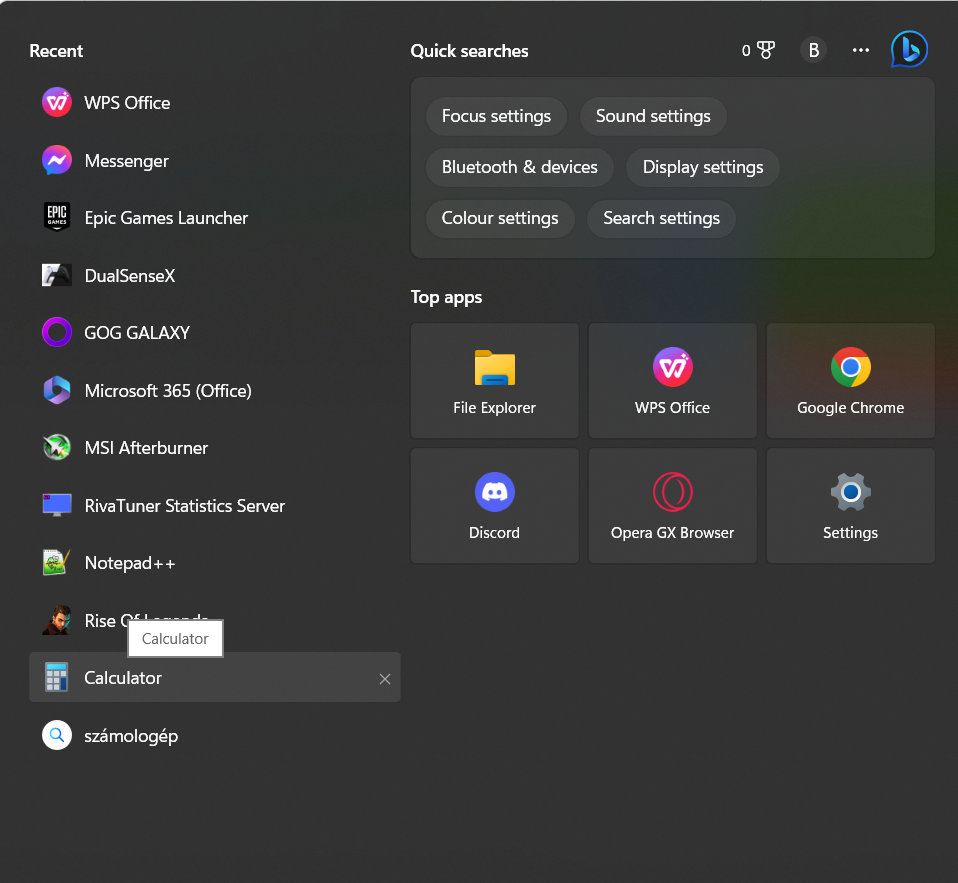 Recent
WPS Office
Messenger
EPIC
GAMES
Epic Games Launcher
DualSenseX
GOG GALAXY
Microsoft 365 (Office)
MSI Afterburner
RivaTuner Statistics Server
Notepad++
Rise Of Legends
Calculator
Calculator
számologép
Quick searches
0
B
Focus settings
Sound settings
Bluetooth & devices
Display settings
Colour settings
Search settings
Top apps
File Explorer
WPS Office
Google Chrome
Discord
Opera GX Browser
Settings